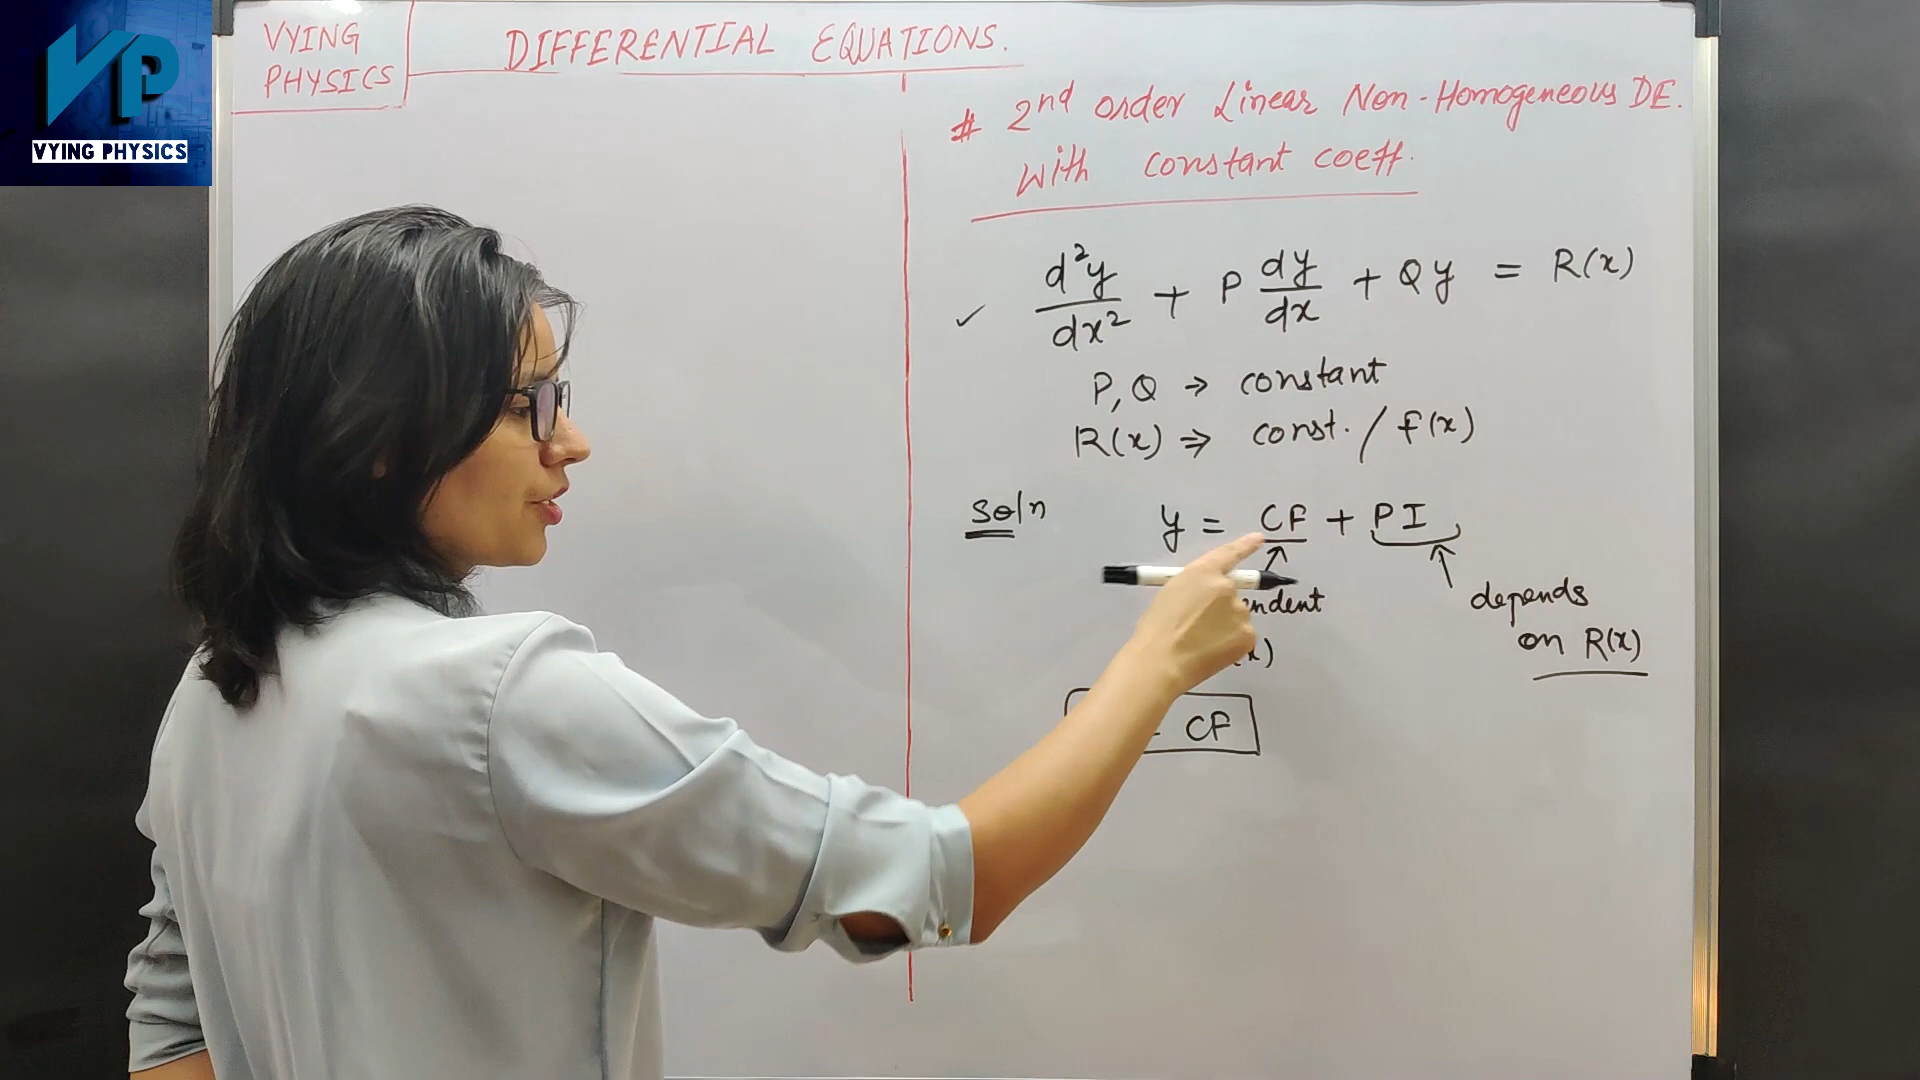 VP
VYING PHYSICS
VYING
PHYSICS
DIFFERENTIAL EQUATIONS.
# 2nd order Linear Non-Homogeneous DE.
with constant coeff.
d²y/dx² + P dy/dx + Qy = R(x)
P, Q → constant
R(x) ⇒ const. / f(x)
Soln y = CF + PI
depends
on R(x)
CF